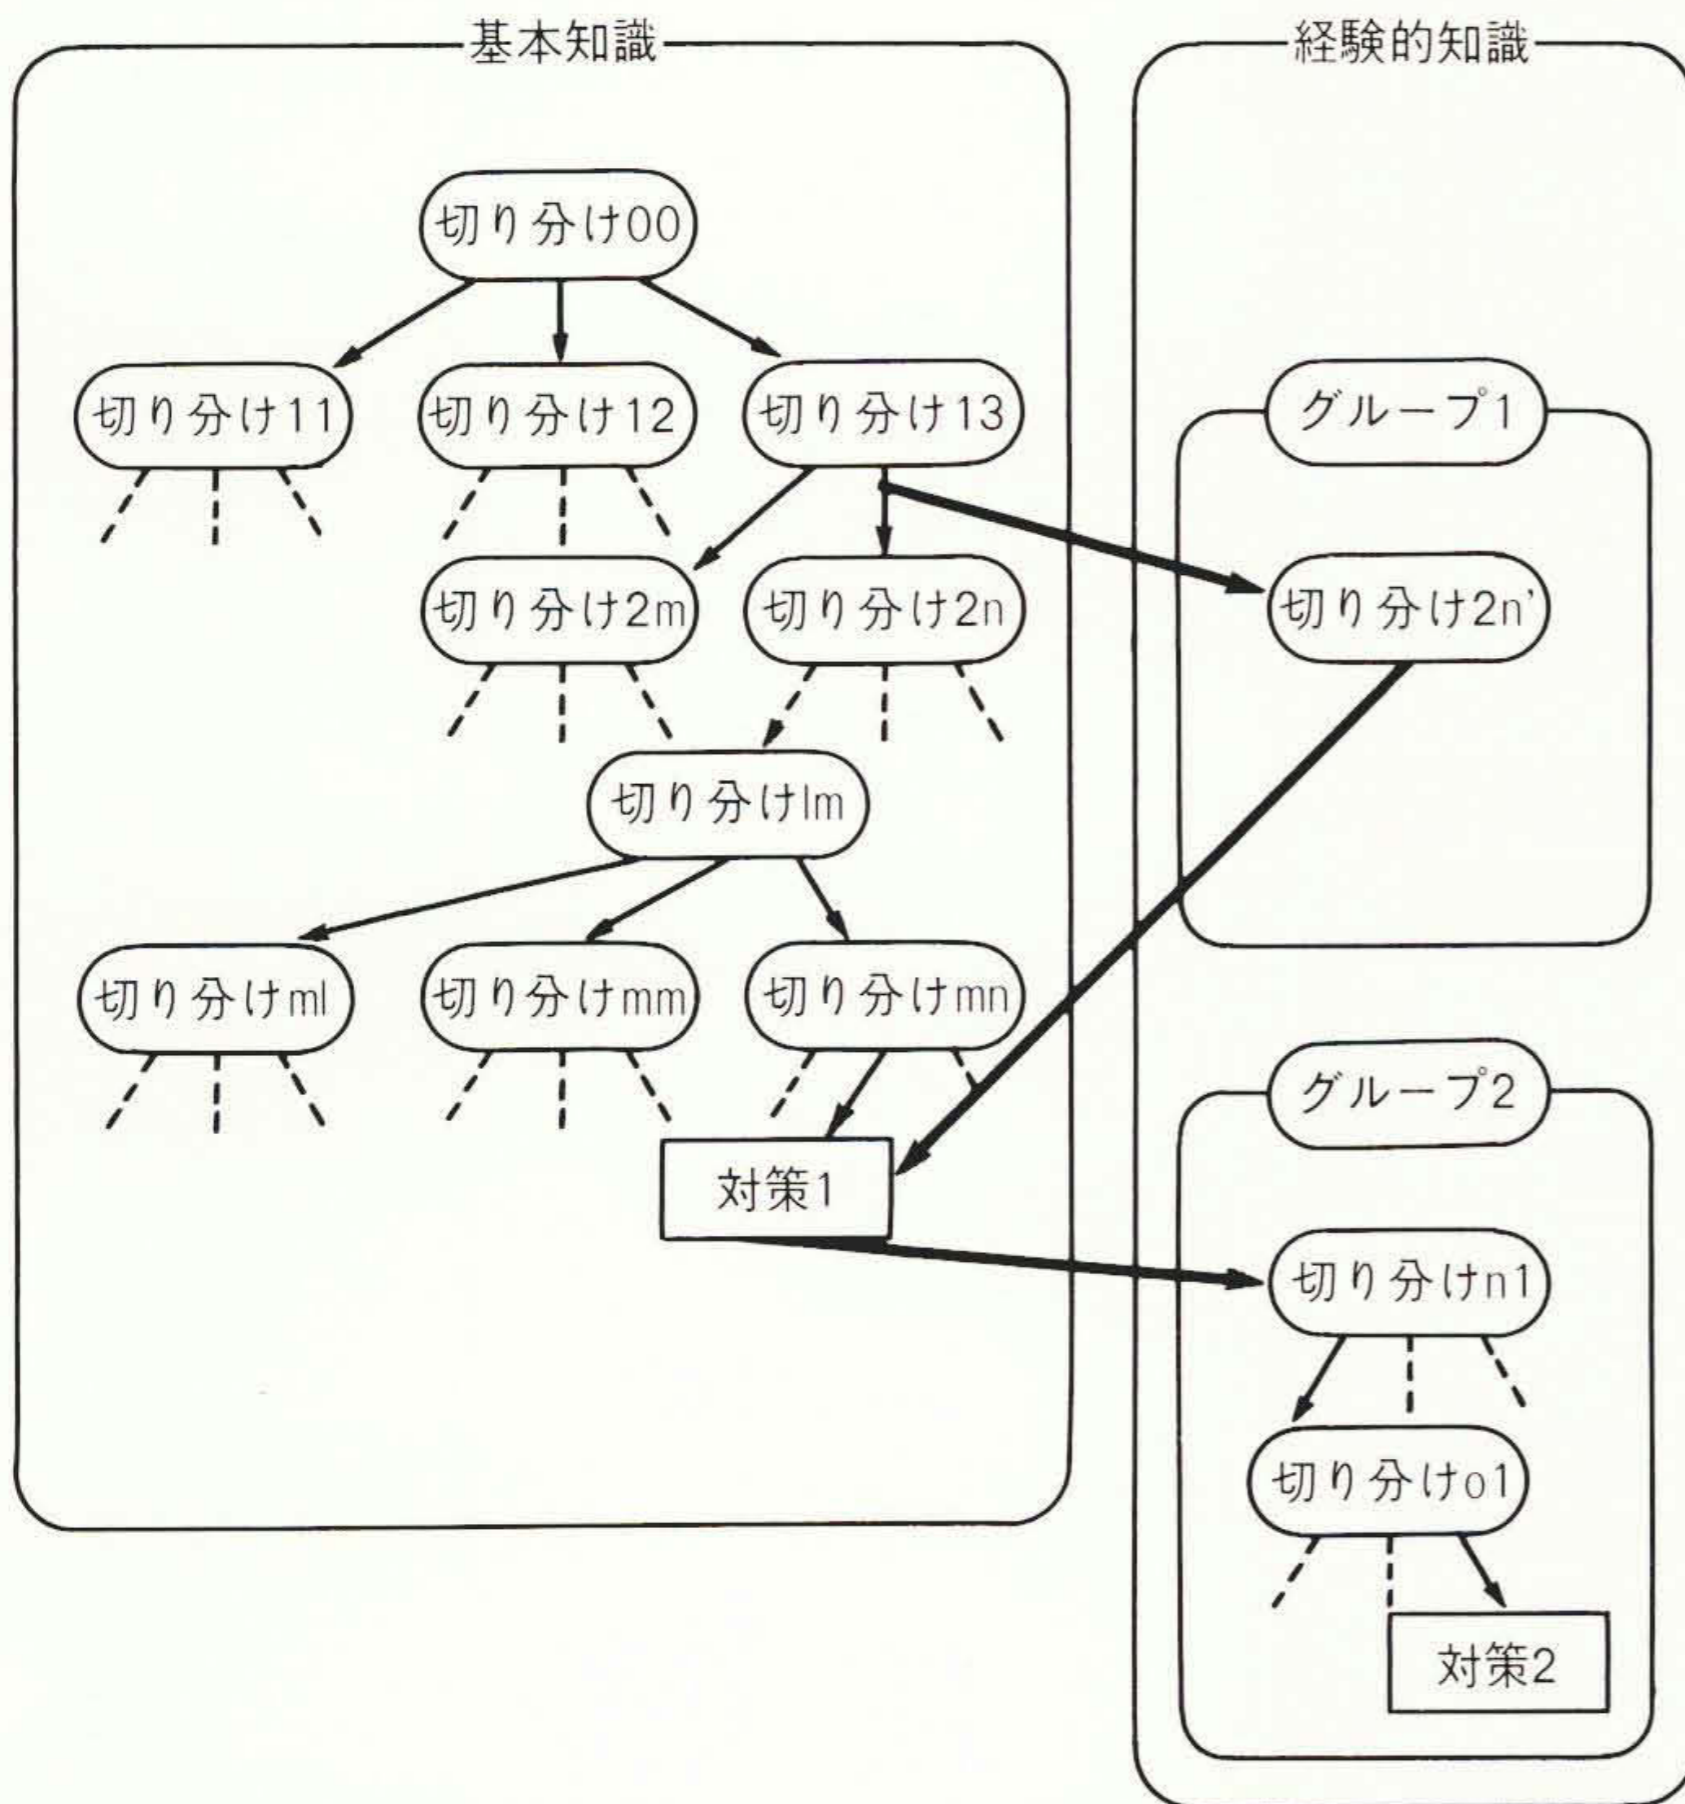 基本知識
切り分け00
切り分け11
切り分け12
切り分け13
切り分け2m
切り分け2n
切り分けlm
切り分けml
切り分けmm
切り分けmn
対策1
経験的知識
グループ1
切り分け2n'
グループ2
切り分けn1
切り分けo1
対策2